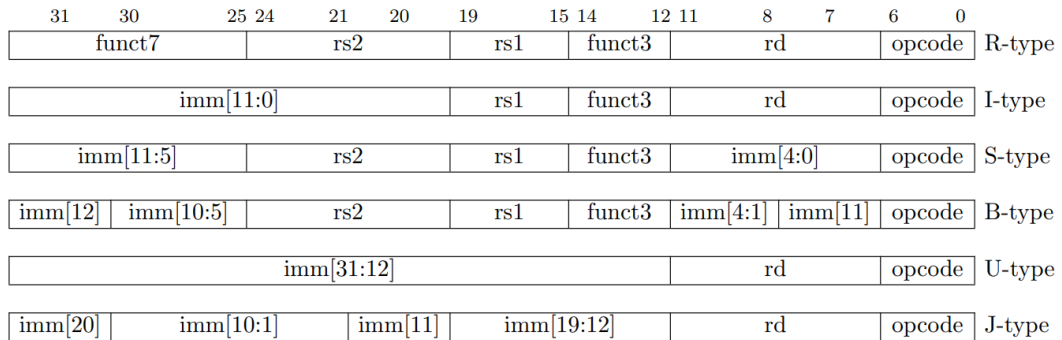 31 30 25 24 21 20 19 15 14 12 11 8 7 6 0
funct7 rs2 rs1 funct3 rd opcode R-type
imm[11:0] rs1 funct3 rd opcode I-type
imm[11:5] rs2 rs1 funct3 imm[4:0] opcode S-type
imm[12] imm[10:5] rs2 rs1 funct3 imm[4:1] imm[11] opcode B-type
imm[31:12] rd opcode U-type
imm[20] imm[10:1] imm[11] imm[19:12] rd opcode J-type